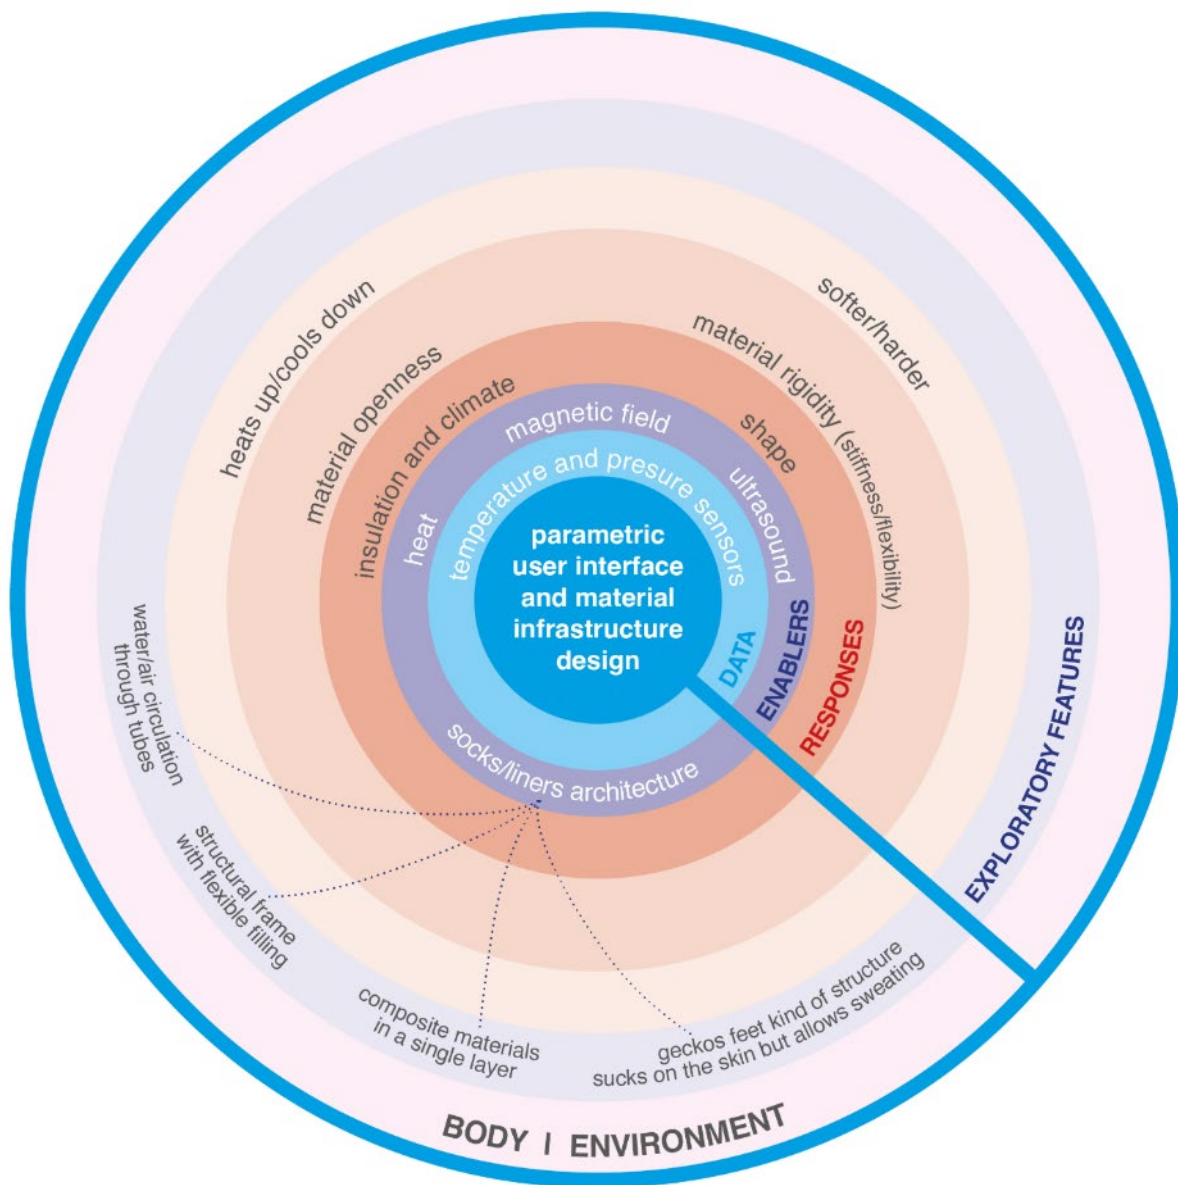 parametric
user interface
and material
infrastructure
design
temperature and presure sensors
DATA
heat
magnetic field
ultrasound
socks/liners architecture
ENABLERS
insulation and climate
shape
RESPONSES
material openness
material rigidity (stiffness/flexibility)
heats up/cools down
softer/harder
water/air circulation
through tubes
structural frame
with flexible filling
composite materials
in a single layer
geckos feet kind of structure
sucks on the skin but allows sweating
EXPLORATORY FEATURES
BODY | ENVIRONMENT